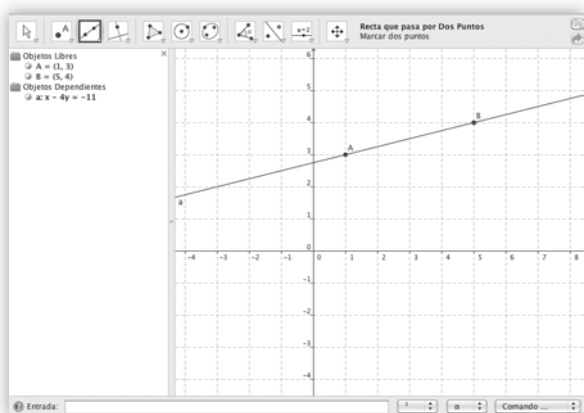 A
a=2
Recta que pasa por Dos Puntos
Marcar dos puntos
Objetos Libres
A = (1, 3)
B = (5, 4)
Objetos Dependientes
a: x − 4y = −11
6
5
4
3
2
1
0
−1
−2
−3
−4
−4 −3 −2 −1 0 1 2 3 4 5 6 7 8
A
B
a
Entrada:
²
α
Comando ...